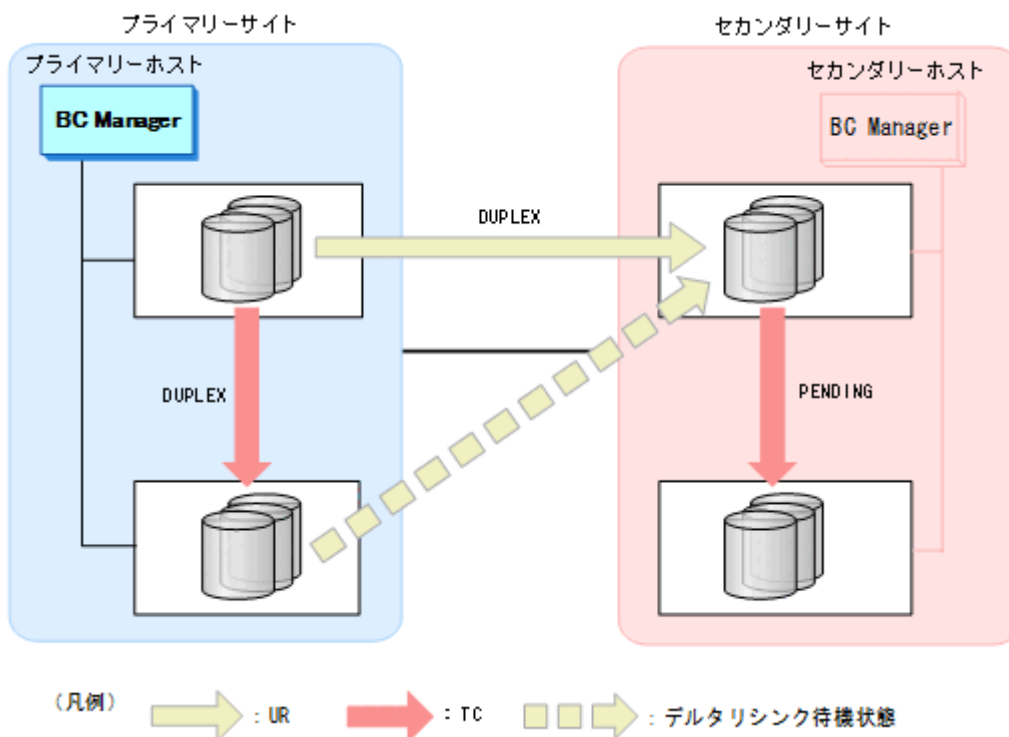 プライマリーサイト
セカンダリーサイト
プライマリーホスト
セカンダリーホスト
BC Manager
BC Manager
DUPLEX
DUPLEX
PENDING
(凡例)
: UR
: TC
: デルタリシンク待機状態